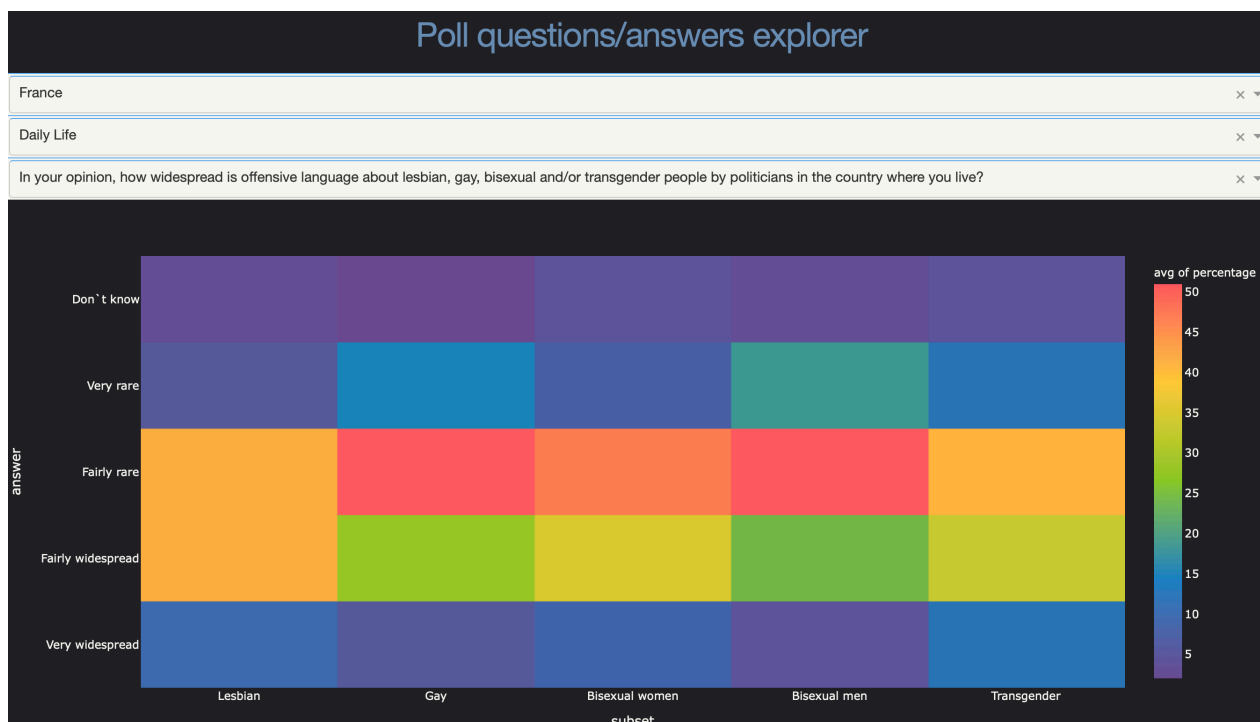 Poll questions/answers explorer
France
Daily Life
In your opinion, how widespread is offensive language about lesbian, gay, bisexual and/or transgender people by politicians in the country where you live?
avg of percentage
50
45
40
35
30
25
20
15
10
5
answer
Don`t know
Very rare
Fairly rare
Fairly widespread
Very widespread
Lesbian Gay Bisexual women Bisexual men Transgender
subset